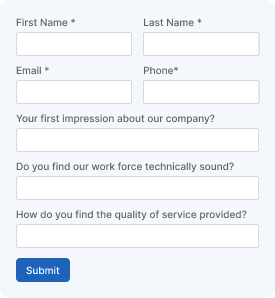 First Name * Last Name *
Email * Phone*
Your first impression about our company?
Do you find our work force technically sound?
How do you find the quality of service provided?
Submit